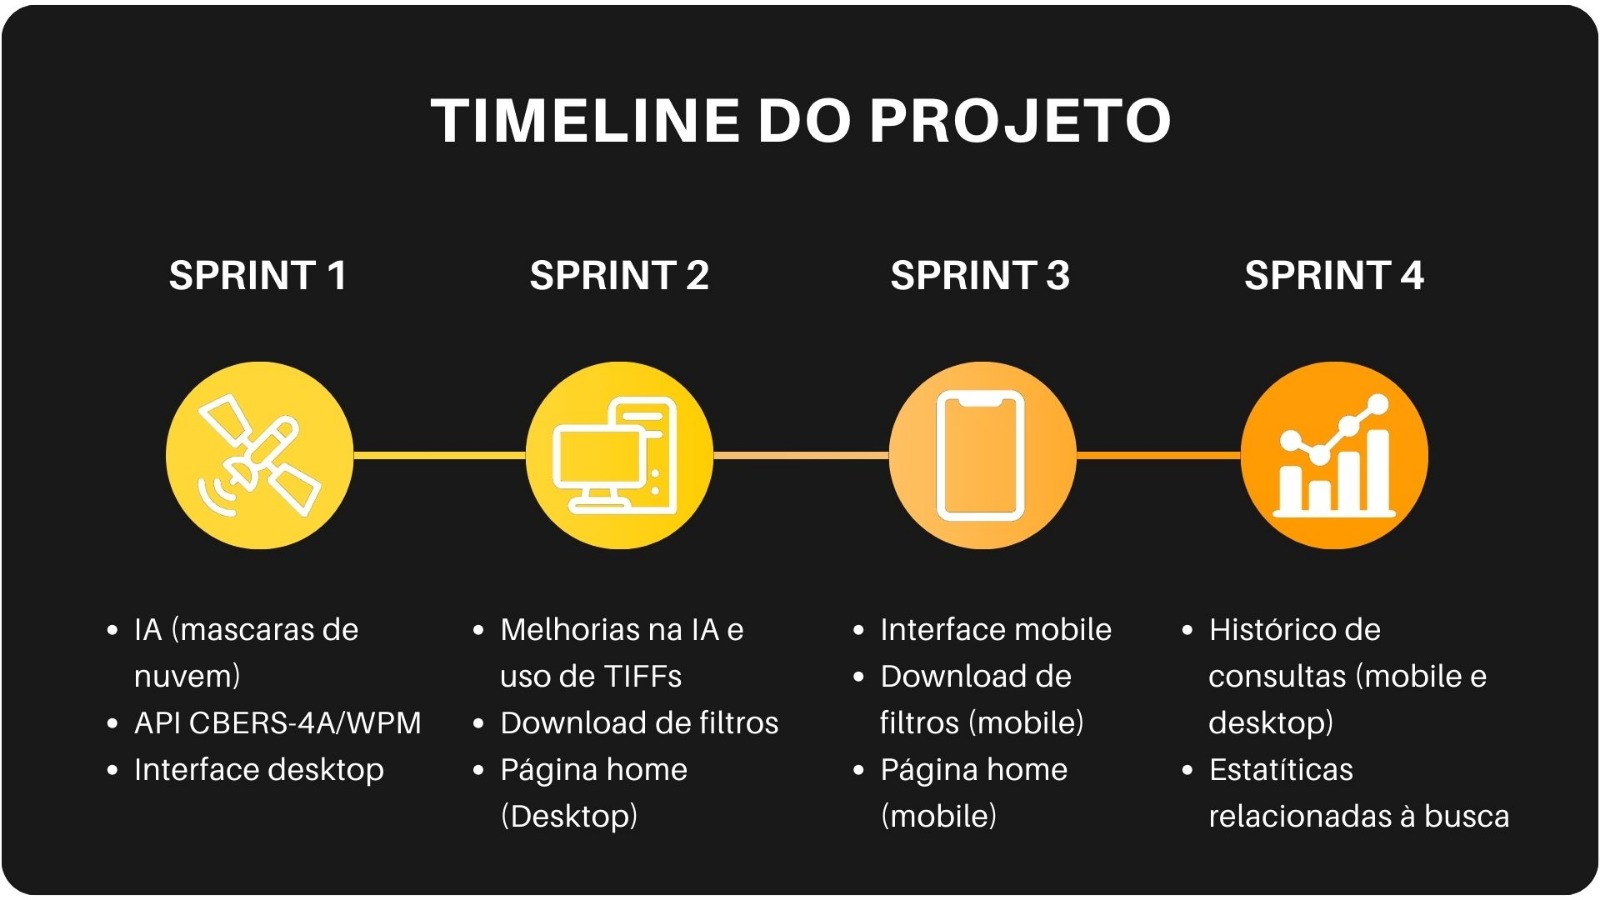 TIMELINE DO PROJETO
SPRINT 1
IA (mascaras de
nuvem)
API CBERS-4A/WPM
Interface desktop
SPRINT 2
Melhorias na IA e
uso de TIFFs
Download de filtros
Página home
(Desktop)
SPRINT 3
Interface mobile
Download de
filtros (mobile)
Página home
(mobile)
SPRINT 4
Histórico de
consultas (mobile e
desktop)
Estatíticas
relacionadas à busca